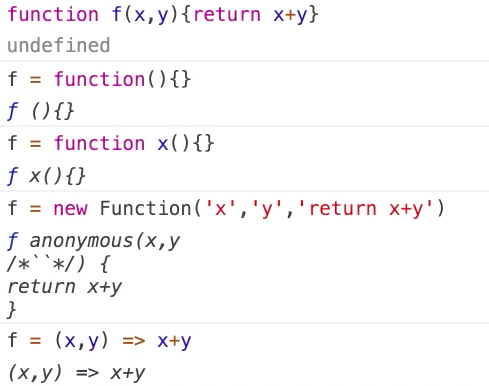 function f(x,y){return x+y}
undefined
f = function(){}
ƒ (){}
f = function x(){}
ƒ x(){}
f = new Function('x','y','return x+y')
ƒ anonymous(x,y
/*``*/) {
return x+y
}
f = (x,y) => x+y
(x,y) => x+y